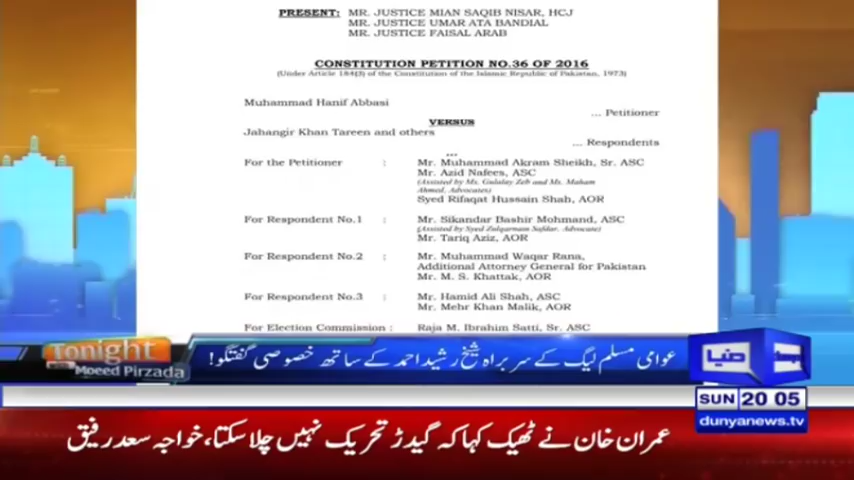 PRESENT: MR. JUSTICE MIAN SAQIB NISAR, HCJ
MR. JUSTICE UMAR ATA BANDIAL
MR. JUSTICE FAISAL ARAB
CONSTITUTION PETITION NO.36 OF 2016
(Under Article 184(3) of the Constitution of the Islamic Republic of Pakistan, 1973)
Muhammad Hanif Abbasi
... Petitioner
VERSUS
Jahangir Khan Tareen and others
... Respondents
...
For the Petitioner : Mr. Muhammad Akram Sheikh, Sr. ASC
Mr. Azid Nafees, ASC
(Assisted by Ms. Gulalay Zeb and Ms. Maham
Ahmed, Advocates)
Syed Rifaqat Hussain Shah, AOR
For Respondent No.1 : Mr. Sikandar Bashir Mohmand, ASC
(Assisted by Syed Zulqarnain Safdar, Advocate)
Mr. Tariq Aziz, AOR
For Respondent No.2 : Mr. Muhammad Waqar Rana,
Additional Attorney General for Pakistan
Mr. M. S. Khattak, AOR
For Respondent No.3 : Mr. Hamid Ali Shah, ASC
Mr. Mehr Khan Malik, AOR
For Election Commission : Raja M. Ibrahim Satti, Sr. ASC
Tonight
Moeed Pirzada
عوامی مسلم لیگ کے سربراہ شیخ رشید احمد کے ساتھ خصوصی گفتگو!
دنیا
SUN 20 05
dunyanews.tv
عمران خان نے ٹھیک کہا کہ گیدڑ تحریک نہیں چلا سکتا، خواجہ سعد رفیق